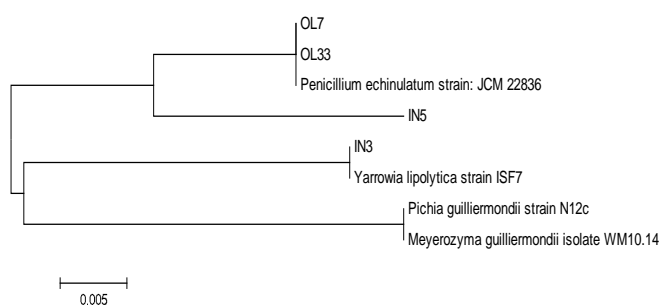 OL7
OL33
Penicillium echinulatum strain: JCM 22836
IN5
IN3
Yarrowia lipolytica strain ISF7
Pichia guilliermondii strain N12c
Meyerozyma guilliermondii isolate WM10.14
0.005